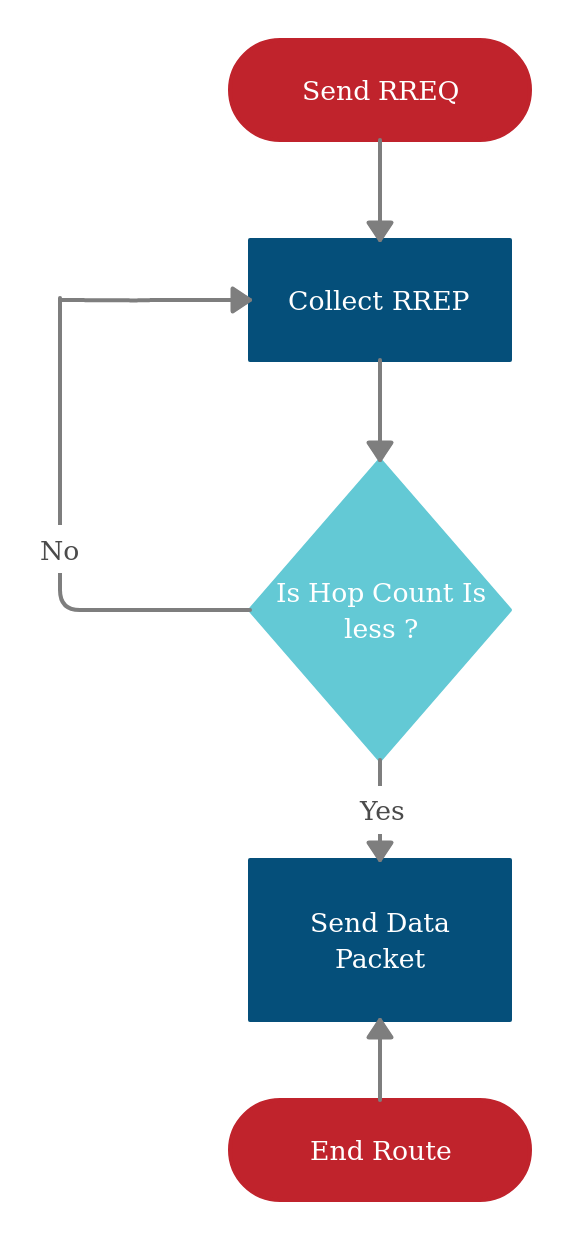 Send RREQ
Collect RREP
Is Hop Count Is
less ?
No
Yes
Send Data
Packet
End Route